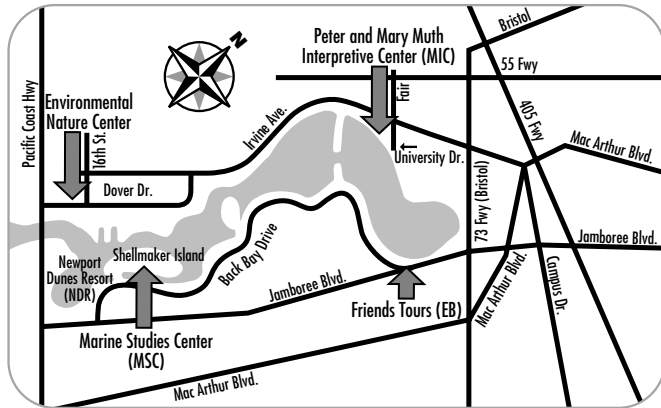 N
Peter and Mary Muth
Interpretive Center (MIC)
Bristol
55 Fwy
Fair
405 Fwy
Mac Arthur Blvd.
Environmental
Nature Center
Pacific Coast Hwy
16th St.
Irvine Ave.
University Dr.
Dover Dr.
73 Fwy (Bristol)
Newport
Dunes Resort
(NDR)
Shellmaker Island
Back Bay Drive
Jamboree Blvd.
Jamboree Blvd.
Mac Arthur Blvd.
Campus Dr.
Friends Tours (EB)
Marine Studies Center
(MSC)
Mac Arthur Blvd.